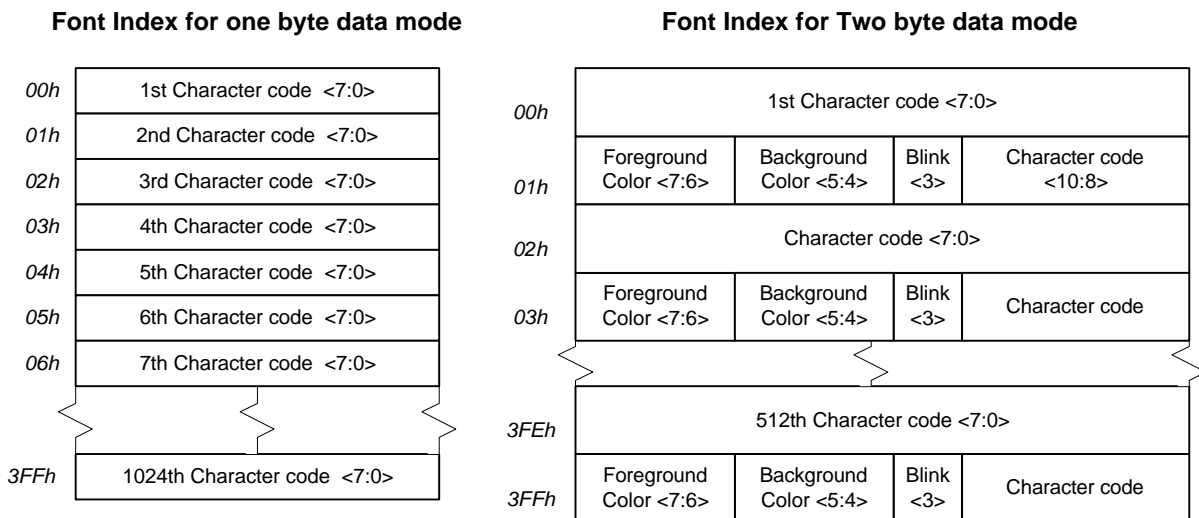 Font Index for one byte data mode
00h 1st Character code <7:0>
01h 2nd Character code <7:0>
02h 3rd Character code <7:0>
03h 4th Character code <7:0>
04h 5th Character code <7:0>
05h 6th Character code <7:0>
06h 7th Character code <7:0>
3FFh 1024th Character code <7:0>
Font Index for Two byte data mode
00h 1st Character code <7:0>
01h Foreground Color <7:6> Background Color <5:4> Blink <3> Character code <10:8>
02h Character code <7:0>
03h Foreground Color <7:6> Background Color <5:4> Blink <3> Character code
3FEh 512th Character code <7:0>
3FFh Foreground Color <7:6> Background Color <5:4> Blink <3> Character code